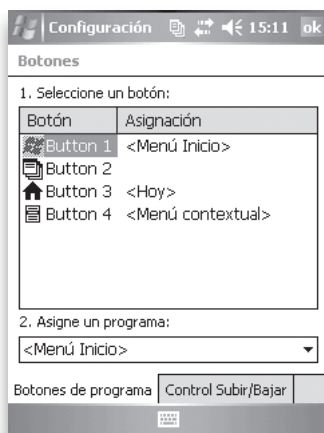 Configuración 15:11 ok
Botones
1. Seleccione un botón:
Botón Asignación
Button 1 <Menú Inicio>
Button 2
Button 3 <Hoy>
Button 4 <Menú contextual>
2. Asigne un programa:
<Menú Inicio>
Botones de programa Control Subir/Bajar